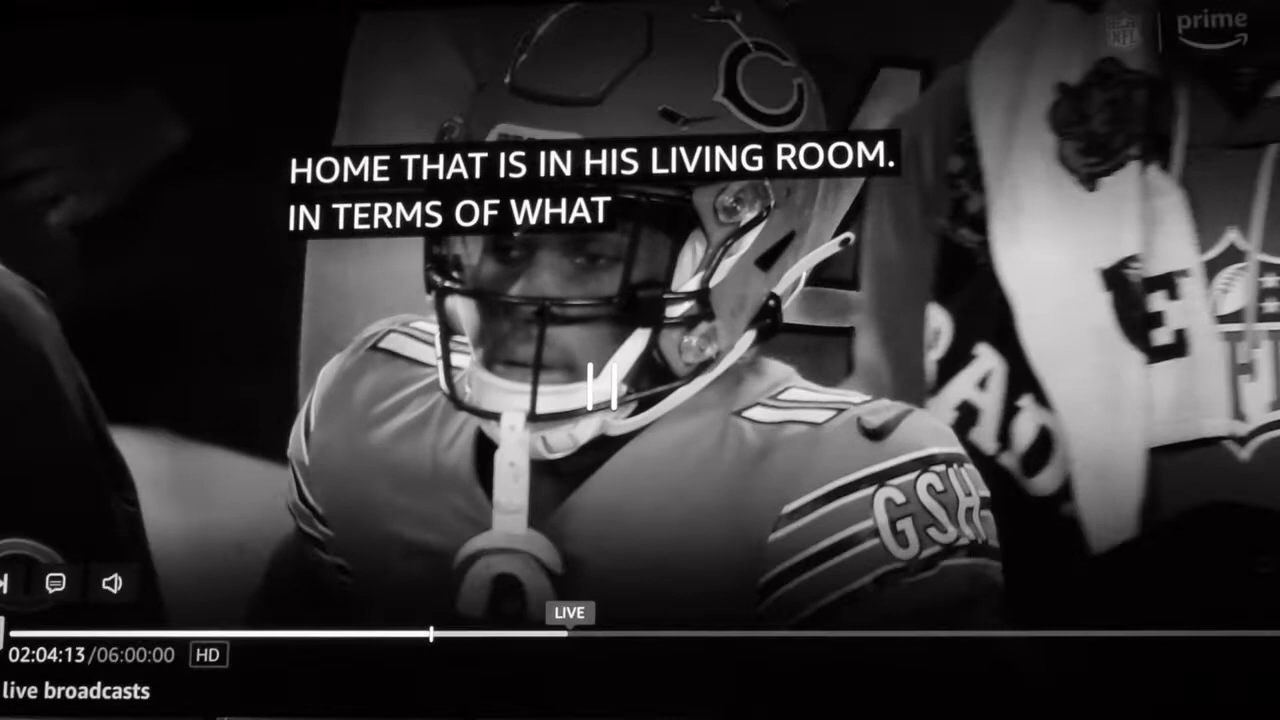 NFL
prime
HOME THAT IS IN HIS LIVING ROOM.
IN TERMS OF WHAT
C
E
GSH
LIVE
02:04:13/06:00:00 HD
live broadcasts